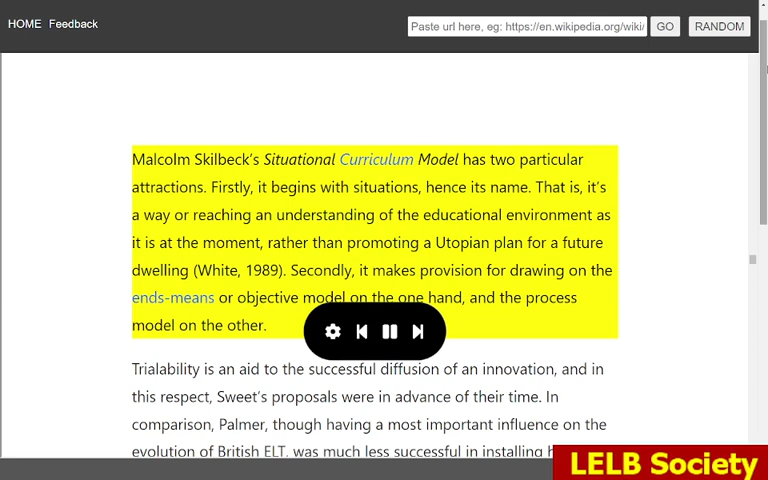 HOME Feedback
Paste url here, eg: https://en.wikipedia.org/wiki/
GO
RANDOM
Malcolm Skilbeck’s Situational Curriculum Model has two particular
attractions. Firstly, it begins with situations, hence its name. That is, it’s
a way or reaching an understanding of the educational environment as
it is at the moment, rather than promoting a Utopian plan for a future
dwelling (White, 1989). Secondly, it makes provision for drawing on the
ends-means or objective model on the one hand, and the process
model on the other.
Trialability is an aid to the successful diffusion of an innovation, and in
this respect, Sweet’s proposals were in advance of their time. In
comparison, Palmer, though having a most important influence on the
evolution of British ELT, was much less successful in installing
LELB Society